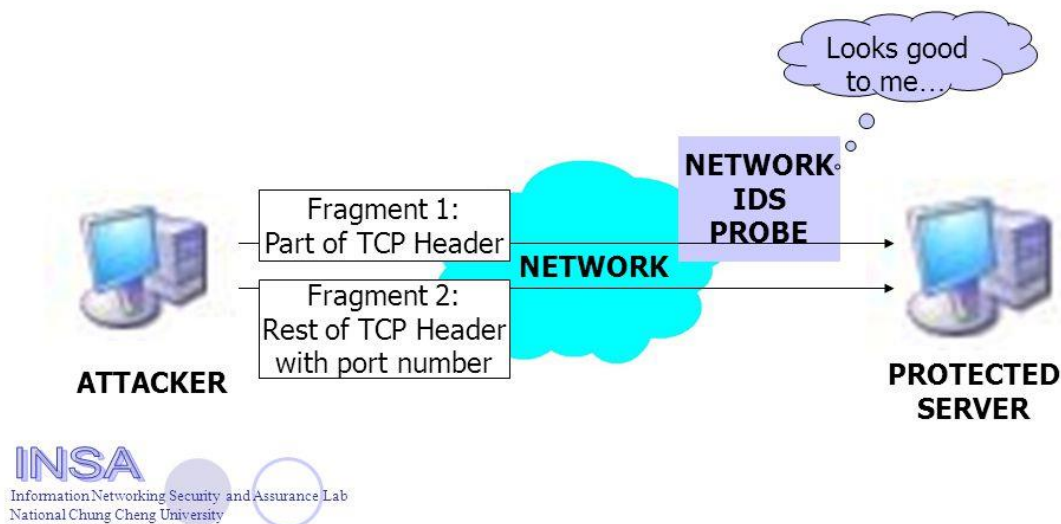 Looks good
to me...
NETWORK
IDS
PROBE
Fragment 1:
Part of TCP Header
NETWORK
Fragment 2:
Rest of TCP Header
with port number
ATTACKER
PROTECTED
SERVER
INSA
Information Networking Security and Assurance Lab
National Chung Cheng University